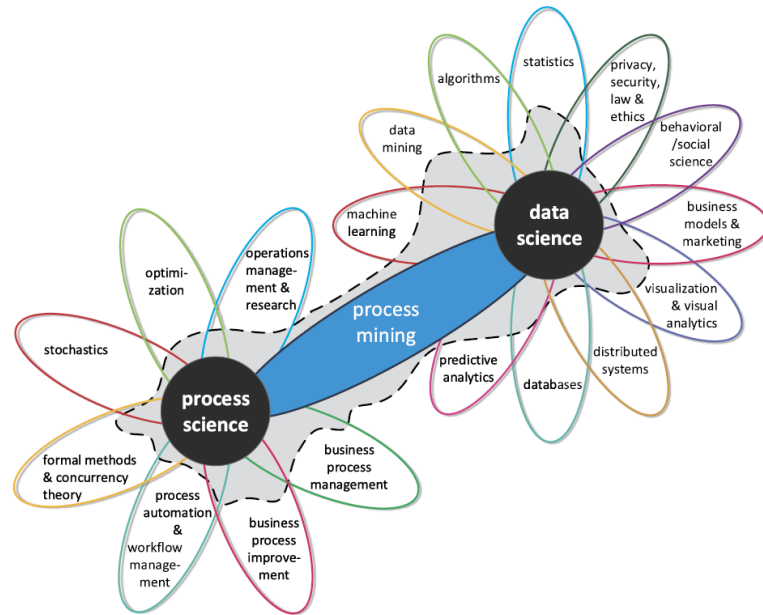 statistics
algorithms
privacy,
security,
law &
ethics
data
mining
behavioral
/social
science
machine
learning
data
science
business
models &
marketing
visualization
& visual
analytics
distributed
systems
databases
predictive
analytics
process
mining
operations
manage-
ment &
research
optimi-
zation
stochastics
process
science
formal methods
& concurrency
theory
process
automation
&
workflow
manage-
ment
business
process
improve-
ment
business
process
management